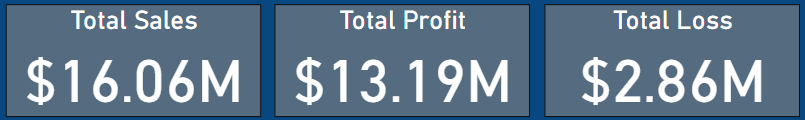 Total Sales
$16.06M
Total Profit
$13.19M
Total Loss
$2.86M